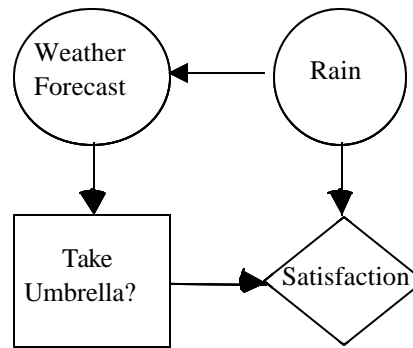 Weather
Forecast
Rain
Take
Umbrella?
Satisfaction